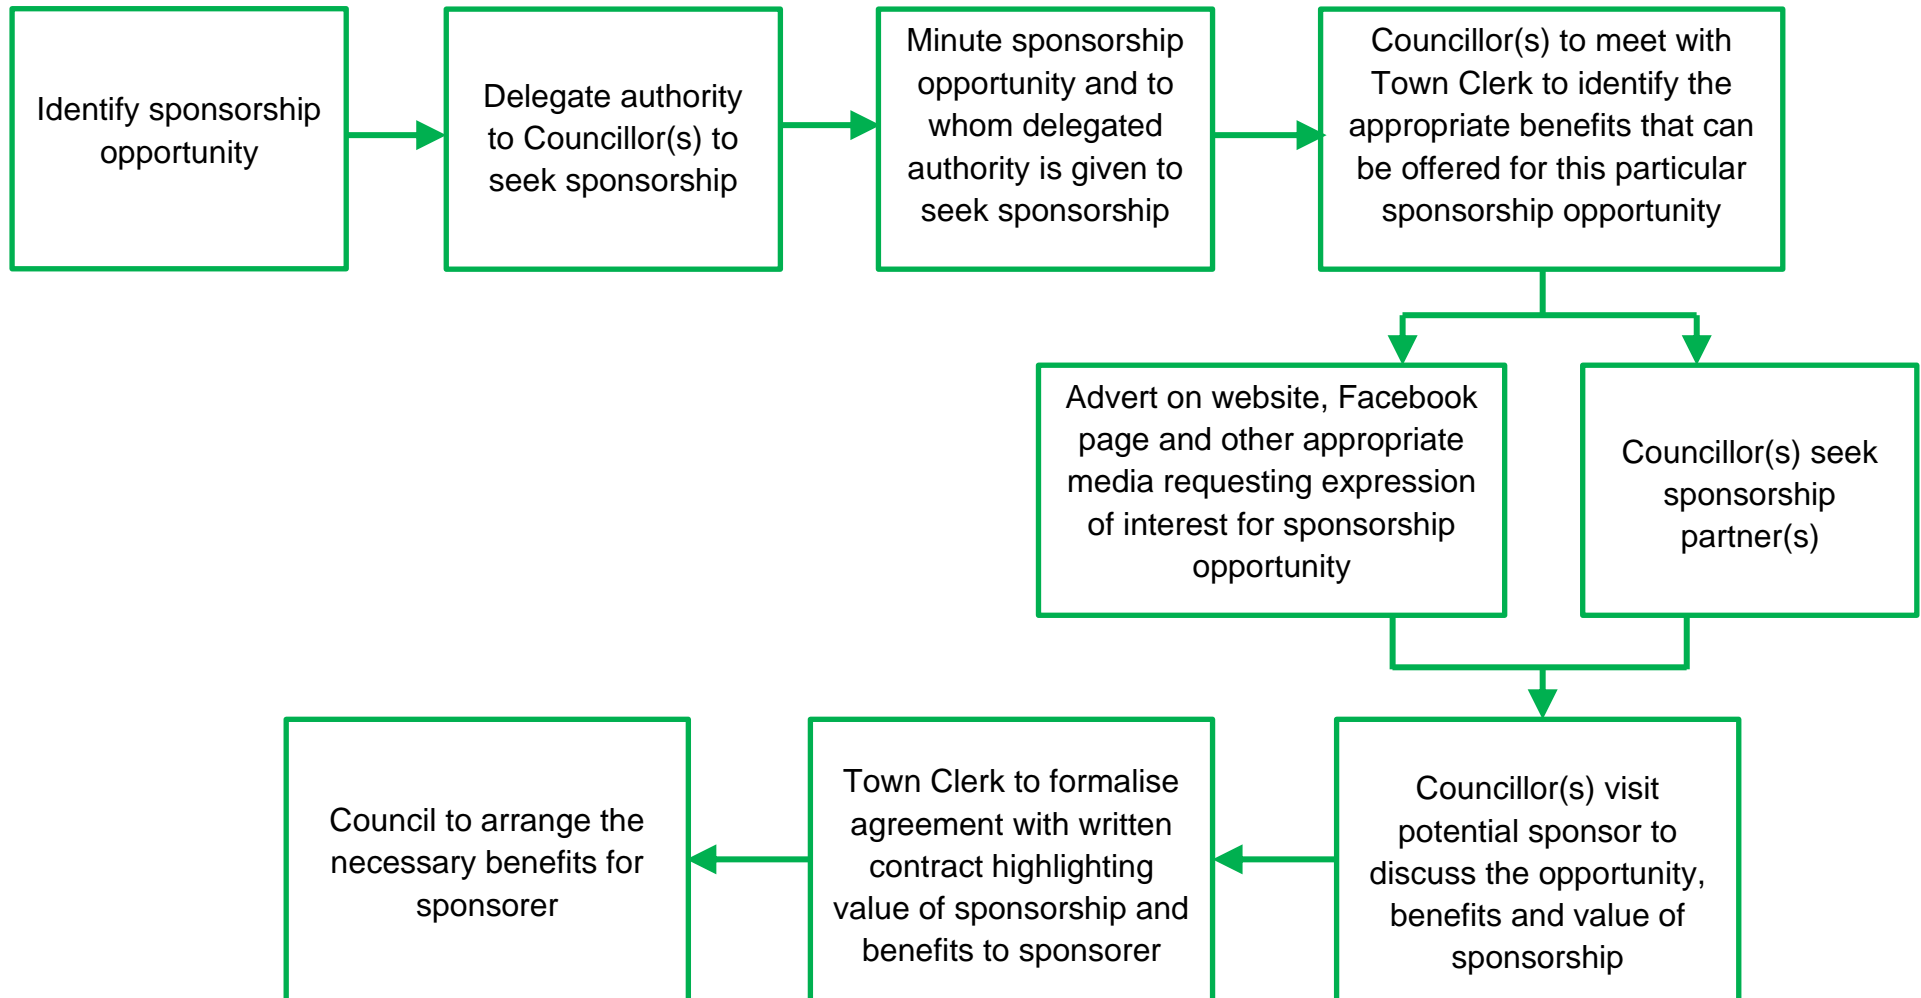 Identify sponsorship
opportunity
Delegate authority
to Councillor(s) to
seek sponsorship
Minute sponsorship
opportunity and to
whom delegated
authority is given to
seek sponsorship
Councillor(s) to meet with
Town Clerk to identify the
appropriate benefits that can
be offered for this particular
sponsorship opportunity
Advert on website, Facebook
page and other appropriate
media requesting expression
of interest for sponsorship
opportunity
Councillor(s) seek
sponsorship
partner(s)
Councillor(s) visit
potential sponsor to
discuss the opportunity,
benefits and value of
sponsorship
Town Clerk to formalise
agreement with written
contract highlighting
value of sponsorship and
benefits to sponsorer
Council to arrange the
necessary benefits for
sponsorer